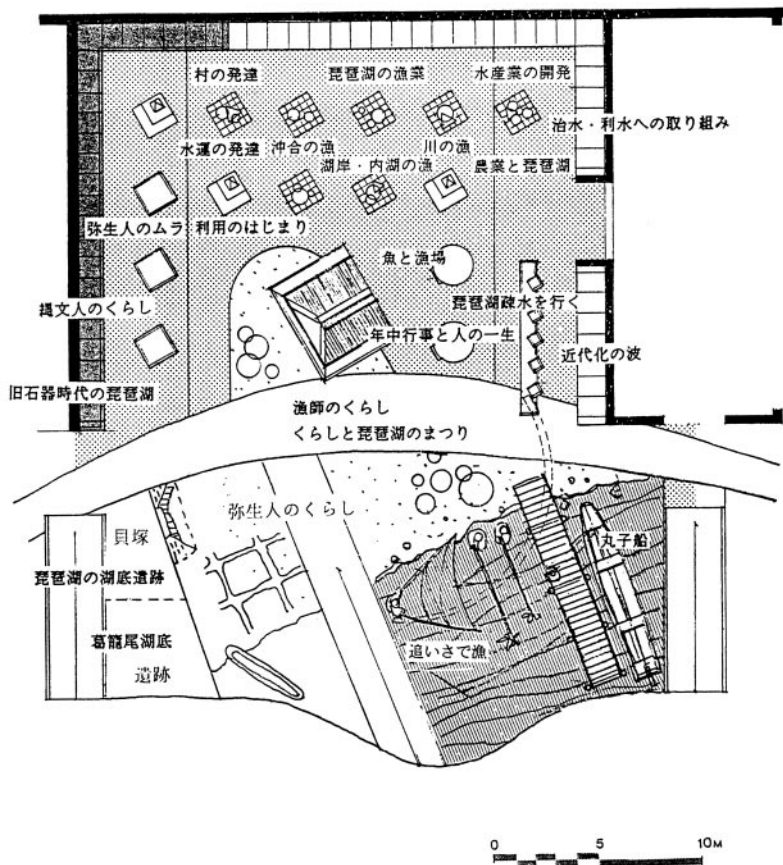 村の発達
琵琶湖の漁業
水産業の開発
治水・利水への取り組み
水運の発達
沖合の漁
川の漁
湖岸・内湖の漁
農業と琵琶湖
弥生人のムラ
利用のはじまり
魚と漁場
縄文人のくらし
琵琶湖疎水を行く
年中行事と人の一生
近代化の波
旧石器時代の琵琶湖
漁師のくらし
くらしと琵琶湖のまつり
弥生人のくらし
貝塚
丸子船
琵琶湖の湖底遺跡
葛籠尾湖底
遺跡
追いさで漁
0 5 10M